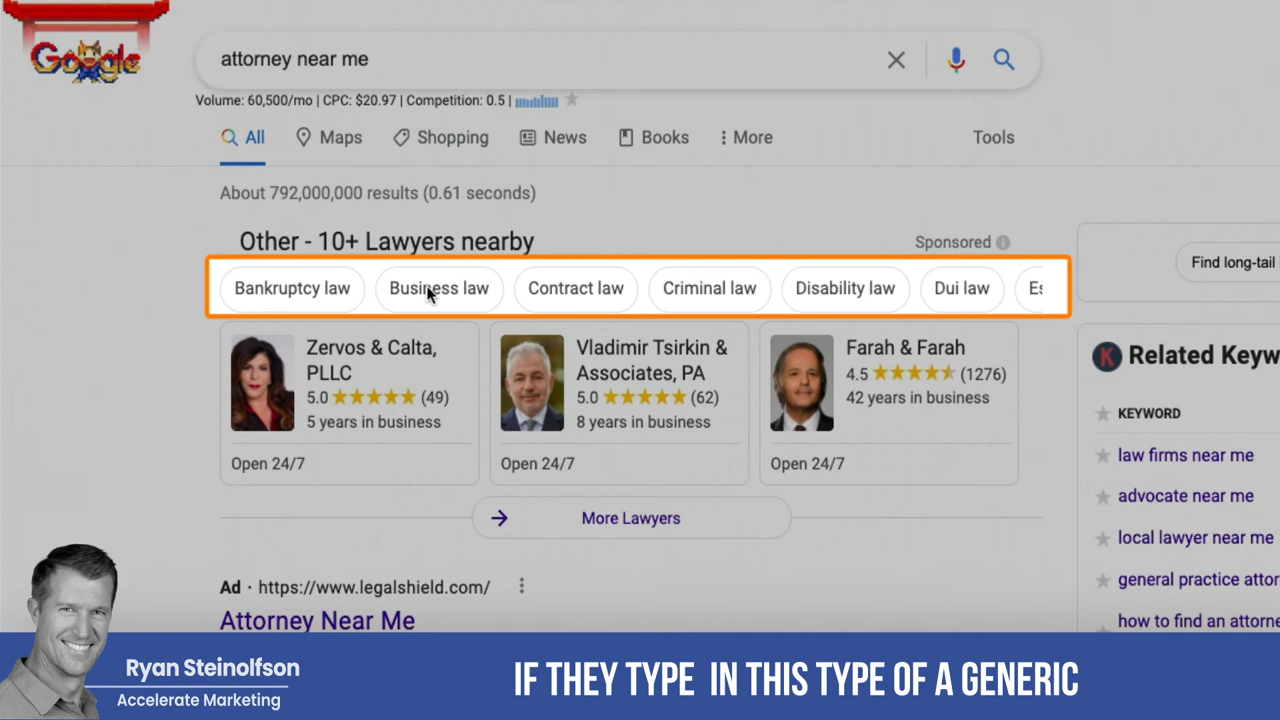 Google
attorney near me
Volume: 60,500/mo | CPC: $20.97 | Competition: 0.5 |
All Maps Shopping News Books More Tools
About 792,000,000 results (0.61 seconds)
Other - 10+ Lawyers nearby Sponsored
Find long-tail
Bankruptcy law Business law Contract law Criminal law Disability law Dui law Es
Zervos & Calta, PLLC
5.0 (49)
5 years in business
Open 24/7
Vladimir Tsirkin & Associates, PA
5.0 (62)
8 years in business
Open 24/7
Farah & Farah
4.5 (1276)
42 years in business
Open 24/7
K Related Keyw
KEYWORD
law firms near me
advocate near me
local lawyer near me
general practice attor
how to find an attorne
More Lawyers
Ad · https://www.legalshield.com/
Attorney Near Me
Ryan Steinolfson
Accelerate Marketing
IF THEY TYPE IN THIS TYPE OF A GENERIC